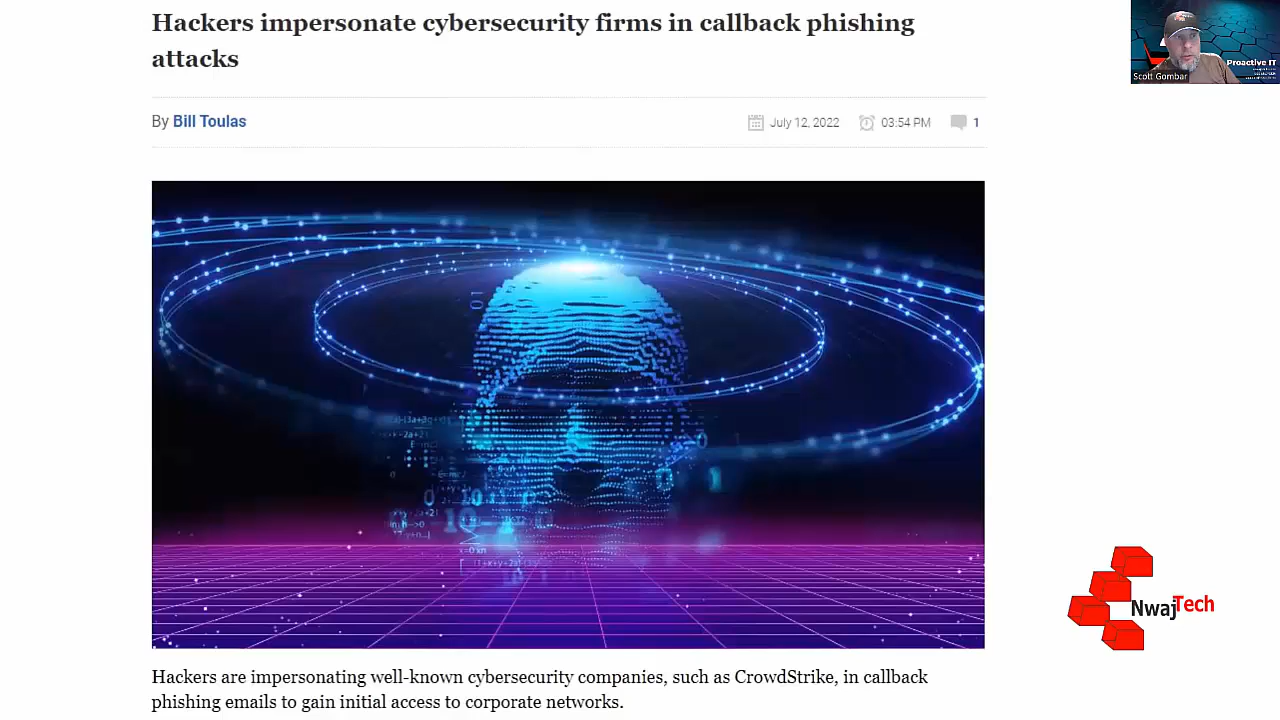 Hackers impersonate cybersecurity firms in callback phishing
attacks
By Bill Toulas
July 12, 2022
03:54 PM
1
Proactive IT
Scott Gombar
NwajTech
Hackers are impersonating well-known cybersecurity companies, such as CrowdStrike, in callback
phishing emails to gain initial access to corporate networks.